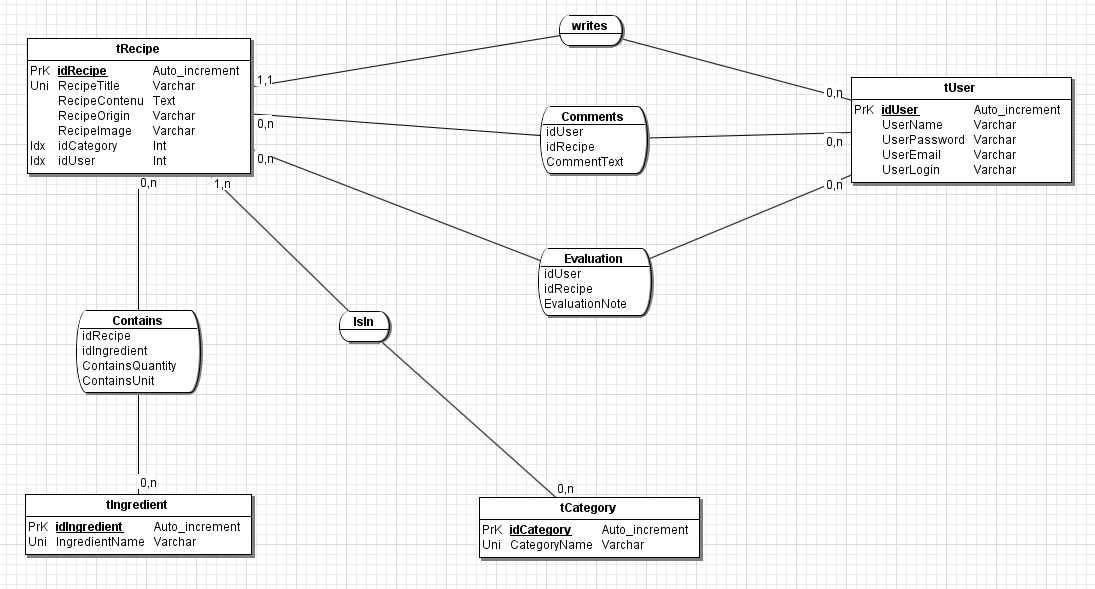 writes
tRecipe
PrK idRecipe Auto_increment
Uni RecipeTitle Varchar
RecipeContenu Text
RecipeOrigin Varchar
RecipeImage Varchar
Idx idCategory Int
Idx idUser Int
1,1
0,n
0,n
0,n
1,n
tUser
PrK idUser Auto_increment
UserName Varchar
UserPassword Varchar
UserEmail Varchar
UserLogin Varchar
0,n
0,n
0,n
Comments
idUser
idRecipe
CommentText
Evaluation
idUser
idRecipe
EvaluationNote
Contains
idRecipe
idIngredient
ContainsQuantity
ContainsUnit
IsIn
0,n
0,n
tIngredient
PrK idIngredient Auto_increment
Uni IngredientName Varchar
tCategory
PrK idCategory Auto_increment
Uni CategoryName Varchar